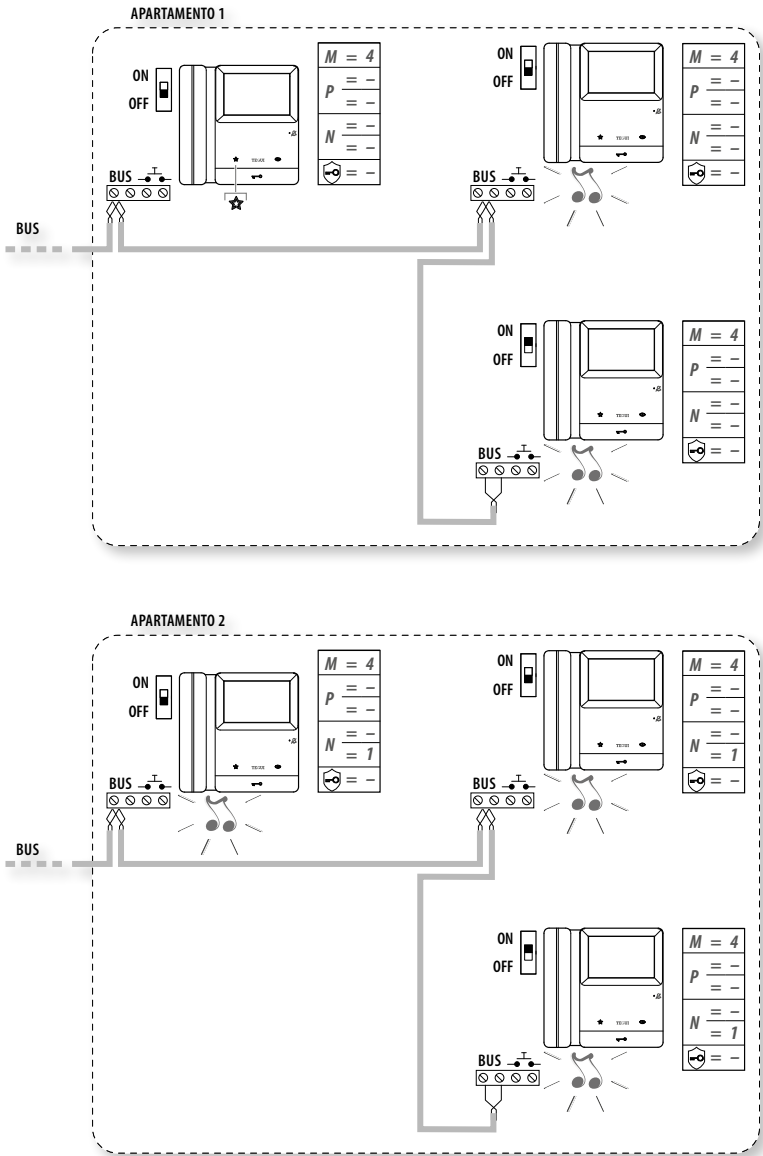 APARTAMENTO 1
ON
OFF
M = 4
P = –
= –
N = –
= –
= –
BUS
ON
OFF
M = 4
P = –
= –
N = –
= –
= –
BUS
BUS
ON
OFF
M = 4
P = –
= –
N = –
= –
= –
BUS
APARTAMENTO 2
ON
OFF
M = 4
P = –
= –
N = –
= 1
= –
BUS
ON
OFF
M = 4
P = –
= –
N = –
= 1
= –
BUS
BUS
ON
OFF
M = 4
P = –
= –
N = –
= 1
= –
BUS